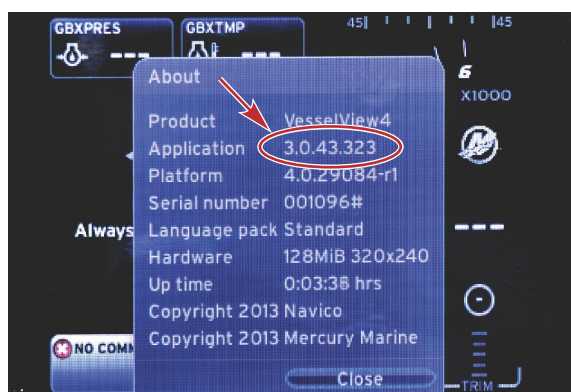 GBXPRES
GBXTMP
45 45
6
X1000
About
Product VesselView4
Application 3.0.43.323
Platform 4.0.29084-r1
Serial number 001096#
Always Language pack Standard
Hardware 128MiB 320x240
Up time 0:03:38 hrs
Copyright 2013 Navico
Copyright 2013 Mercury Marine
NO COMM
Close
TRIM